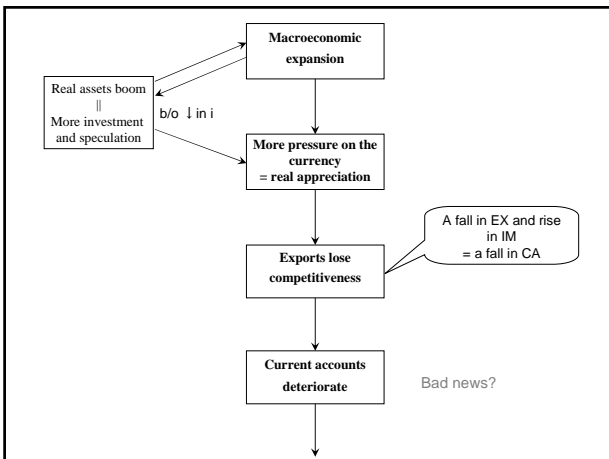 Macroeconomic
expansion
Real assets boom
||
More investment
and speculation
b/o ↓ in i
More pressure on the
currency
= real appreciation
A fall in EX and rise
in IM
= a fall in CA
Exports lose
competitiveness
Current accounts
deteriorate
Bad news?